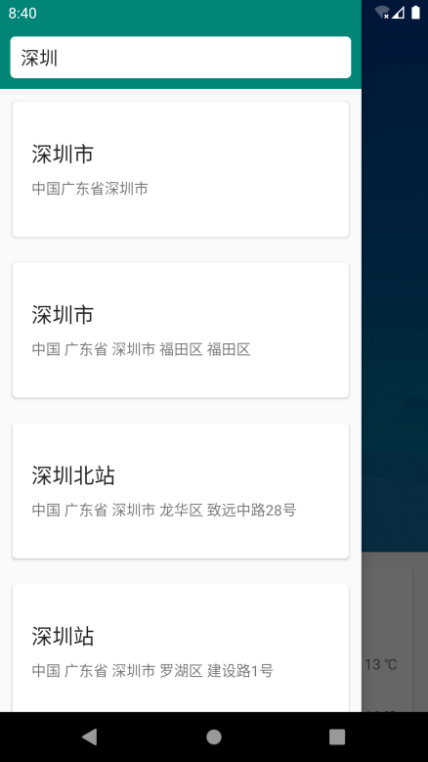 8:40
深圳
深圳市
中国广东省深圳市
深圳市
中国 广东省 深圳市 福田区 福田区
深圳北站
中国 广东省 深圳市 龙华区 致远中路28号
深圳站
中国 广东省 深圳市 罗湖区 建设路1号
13 ℃